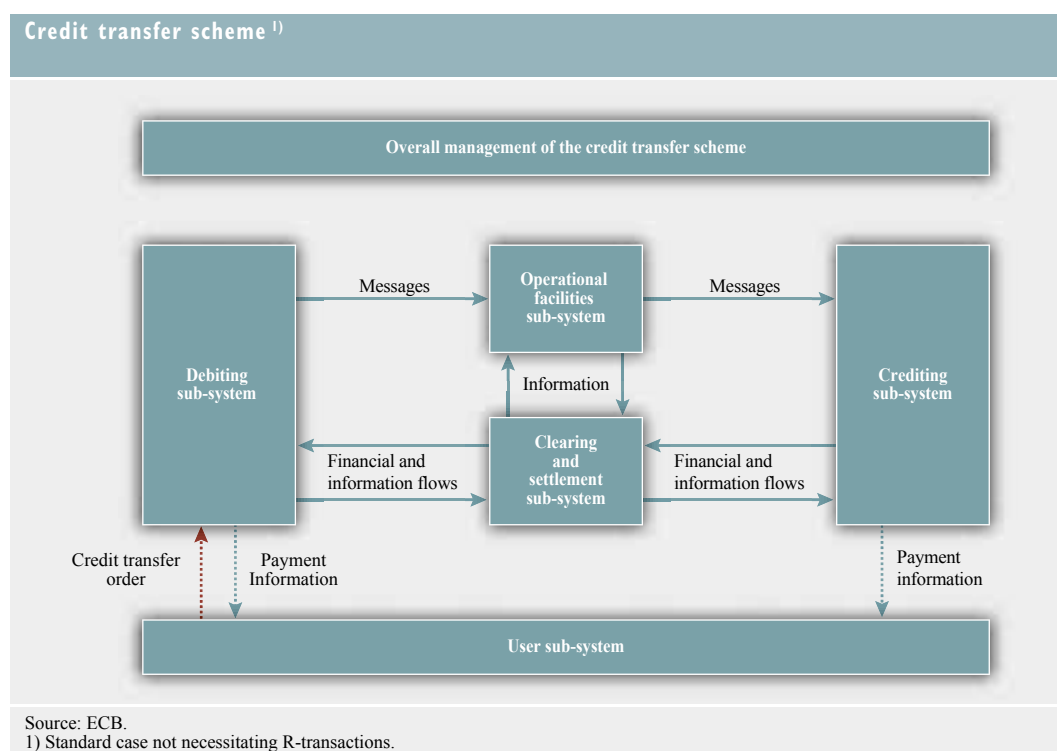 Credit transfer scheme 1)
Overall management of the credit transfer scheme
Messages
Operational
facilities
sub-system
Messages
Debiting
sub-system
Information
Crediting
sub-system
Financial and
information flows
Clearing
and
settlement
sub-system
Financial and
information flows
Credit transfer
order
Payment
Information
Payment
information
User sub-system
Source: ECB.
1) Standard case not necessitating R-transactions.